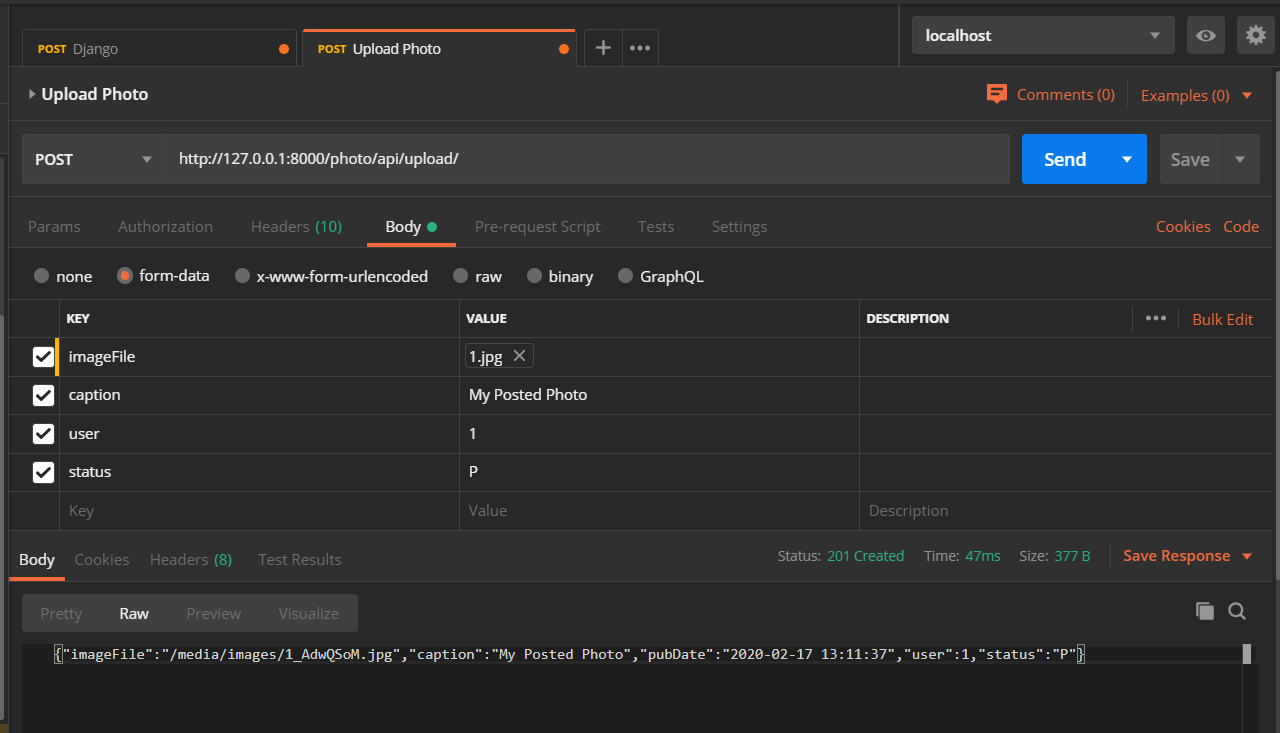 POST Django
POST Upload Photo
localhost
Upload Photo
Comments (0)
Examples (0)
POST
http://127.0.0.1:8000/photo/api/upload/
Send
Save
Params
Authorization
Headers (10)
Body
Pre-request Script
Tests
Settings
Cookies
Code
none
form-data
x-www-form-urlencoded
raw
binary
GraphQL
KEY
VALUE
DESCRIPTION
Bulk Edit
imageFile
1.jpg
caption
My Posted Photo
user
1
status
P
Key
Value
Description
Body
Cookies
Headers (8)
Test Results
Status: 201 Created
Time: 47ms
Size: 377 B
Save Response
Pretty
Raw
Preview
Visualize
{"imageFile":"/media/images/1_AdwQSoM.jpg","caption":"My Posted Photo","pubDate":"2020-02-17 13:11:37","user":1,"status":"P"}